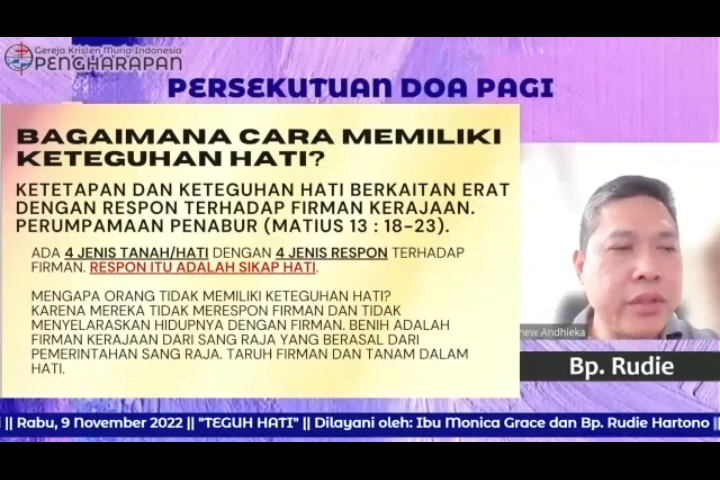 Gereja Kristen Muria Indonesia
PENGHARAPAN
PERSEKUTUAN DOA PAGI
BAGAIMANA CARA MEMILIKI
KETEGUHAN HATI?
KETETAPAN DAN KETEGUHAN HATI BERKAITAN ERAT
DENGAN RESPON TERHADAP FIRMAN KERAJAAN.
PERUMPAMAAN PENABUR (MATIUS 13 : 18-23).
ADA 4 JENIS TANAH/HATI DENGAN 4 JENIS RESPON TERHADAP
FIRMAN. RESPON ITU ADALAH SIKAP HATI.
MENGAPA ORANG TIDAK MEMILIKI KETEGUHAN HATI?
KARENA MEREKA TIDAK MERESPON FIRMAN DAN TIDAK
MENYELARASKAN HIDUPNYA DENGAN FIRMAN. BENIH ADALAH
FIRMAN KERAJAAN DARI SANG RAJA YANG BERASAL DARI
PEMERINTAHAN SANG RAJA. TARUH FIRMAN DAN TANAM DALAM
HATI.
Andhieka
Bp. Rudie
|| Rabu, 9 November 2022 || "TEGUH HATI" || Dilayani oleh: Ibu Monica Grace dan Bp. Rudie Hartono ||